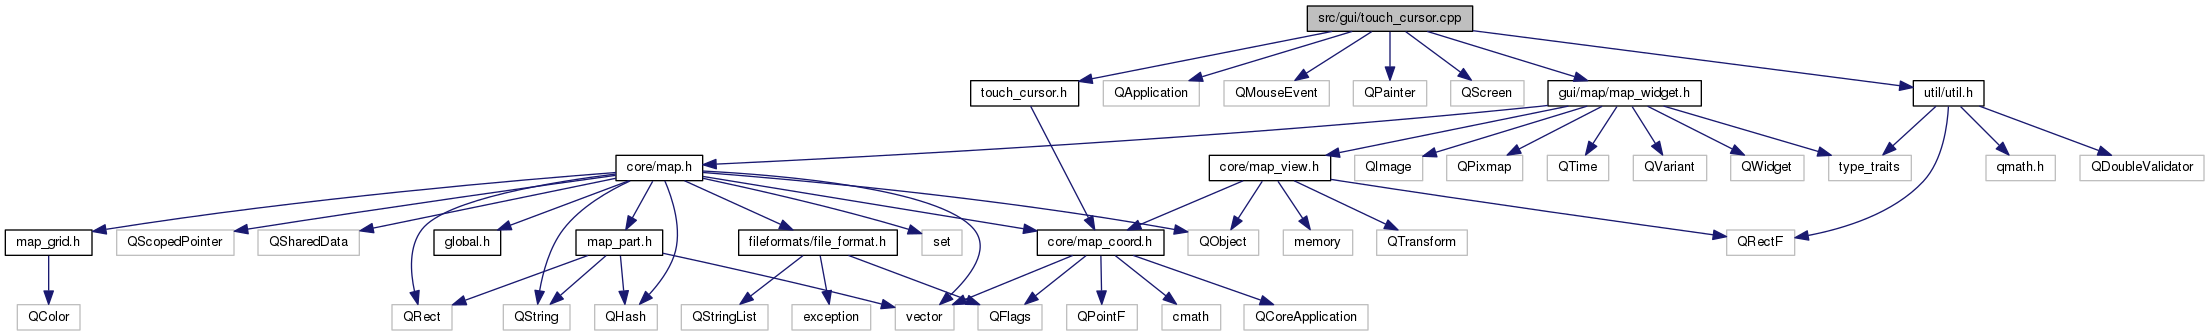 src/gui/touch_cursor.cpp
touch_cursor.h
QApplication
QMouseEvent
QPainter
QScreen
gui/map/map_widget.h
util/util.h
core/map.h
core/map_view.h
QImage
QPixmap
QTime
QVariant
QWidget
type_traits
qmath.h
QDoubleValidator
map_grid.h
QScopedPointer
QSharedData
global.h
map_part.h
fileformats/file_format.h
set
core/map_coord.h
QObject
memory
QTransform
QRectF
QColor
QRect
QString
QHash
QStringList
exception
vector
QFlags
QPointF
cmath
QCoreApplication